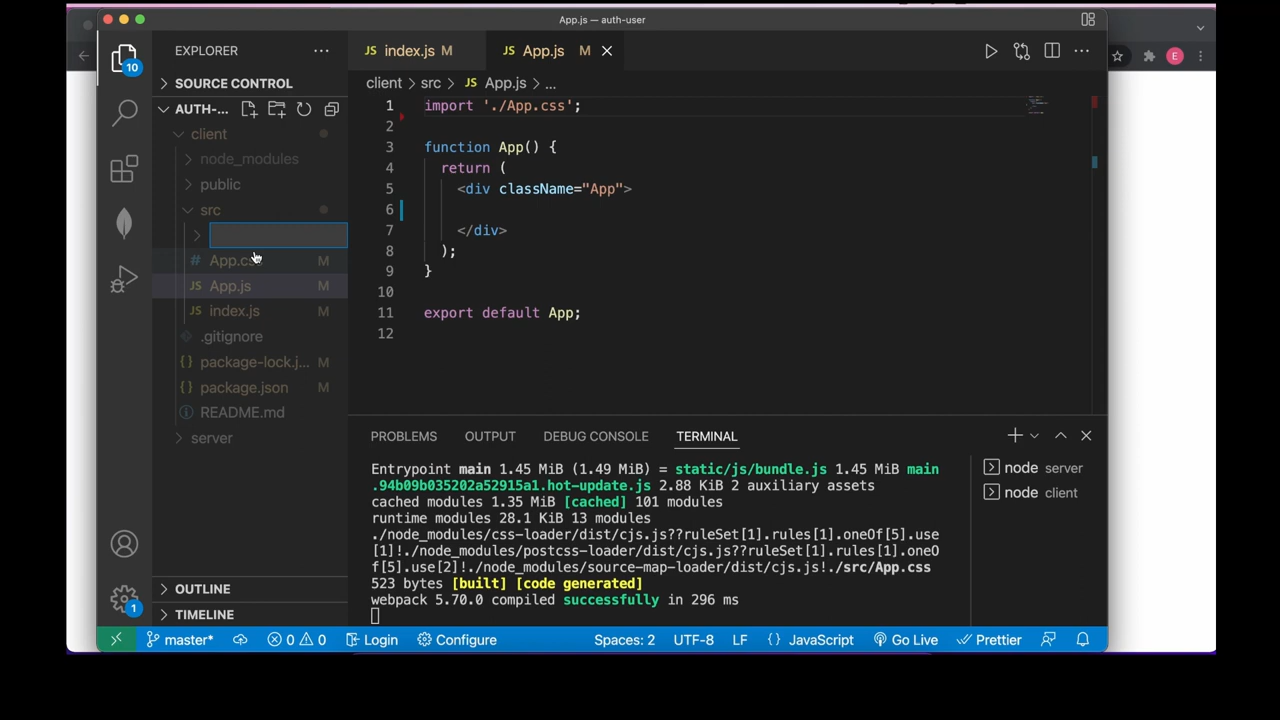 App.js — auth-user
EXPLORER
SOURCE CONTROL
AUTH-...
client
node_modules
public
src
# App.css M
JS App.js M
JS index.js M
.gitignore
{} package-lock.j... M
{} package.json M
README.md
server
OUTLINE
TIMELINE
10
1
JS index.js M
JS App.js M
client > src > JS App.js > ...
1 import './App.css';
2
3 function App() {
4 return (
5 <div className="App">
6
7 </div>
8 );
9 }
10
11 export default App;
12
PROBLEMS OUTPUT DEBUG CONSOLE TERMINAL
Entrypoint main 1.45 MiB (1.49 MiB) = static/js/bundle.js 1.45 MiB main
.94b09b035202a52915a1.hot-update.js 2.88 KiB 2 auxiliary assets
cached modules 1.35 MiB [cached] 101 modules
runtime modules 28.1 KiB 13 modules
./node_modules/css-loader/dist/cjs.js??ruleSet[1].rules[1].oneOf[5].use
[1]!./node_modules/postcss-loader/dist/cjs.js??ruleSet[1].rules[1].oneO
f[5].use[2]!./node_modules/source-map-loader/dist/cjs.js!./src/App.css
523 bytes [built] [code generated]
webpack 5.70.0 compiled successfully in 296 ms
node server
node client
master* 0 0 Login Configure Spaces: 2 UTF-8 LF {} JavaScript Go Live Prettier
E